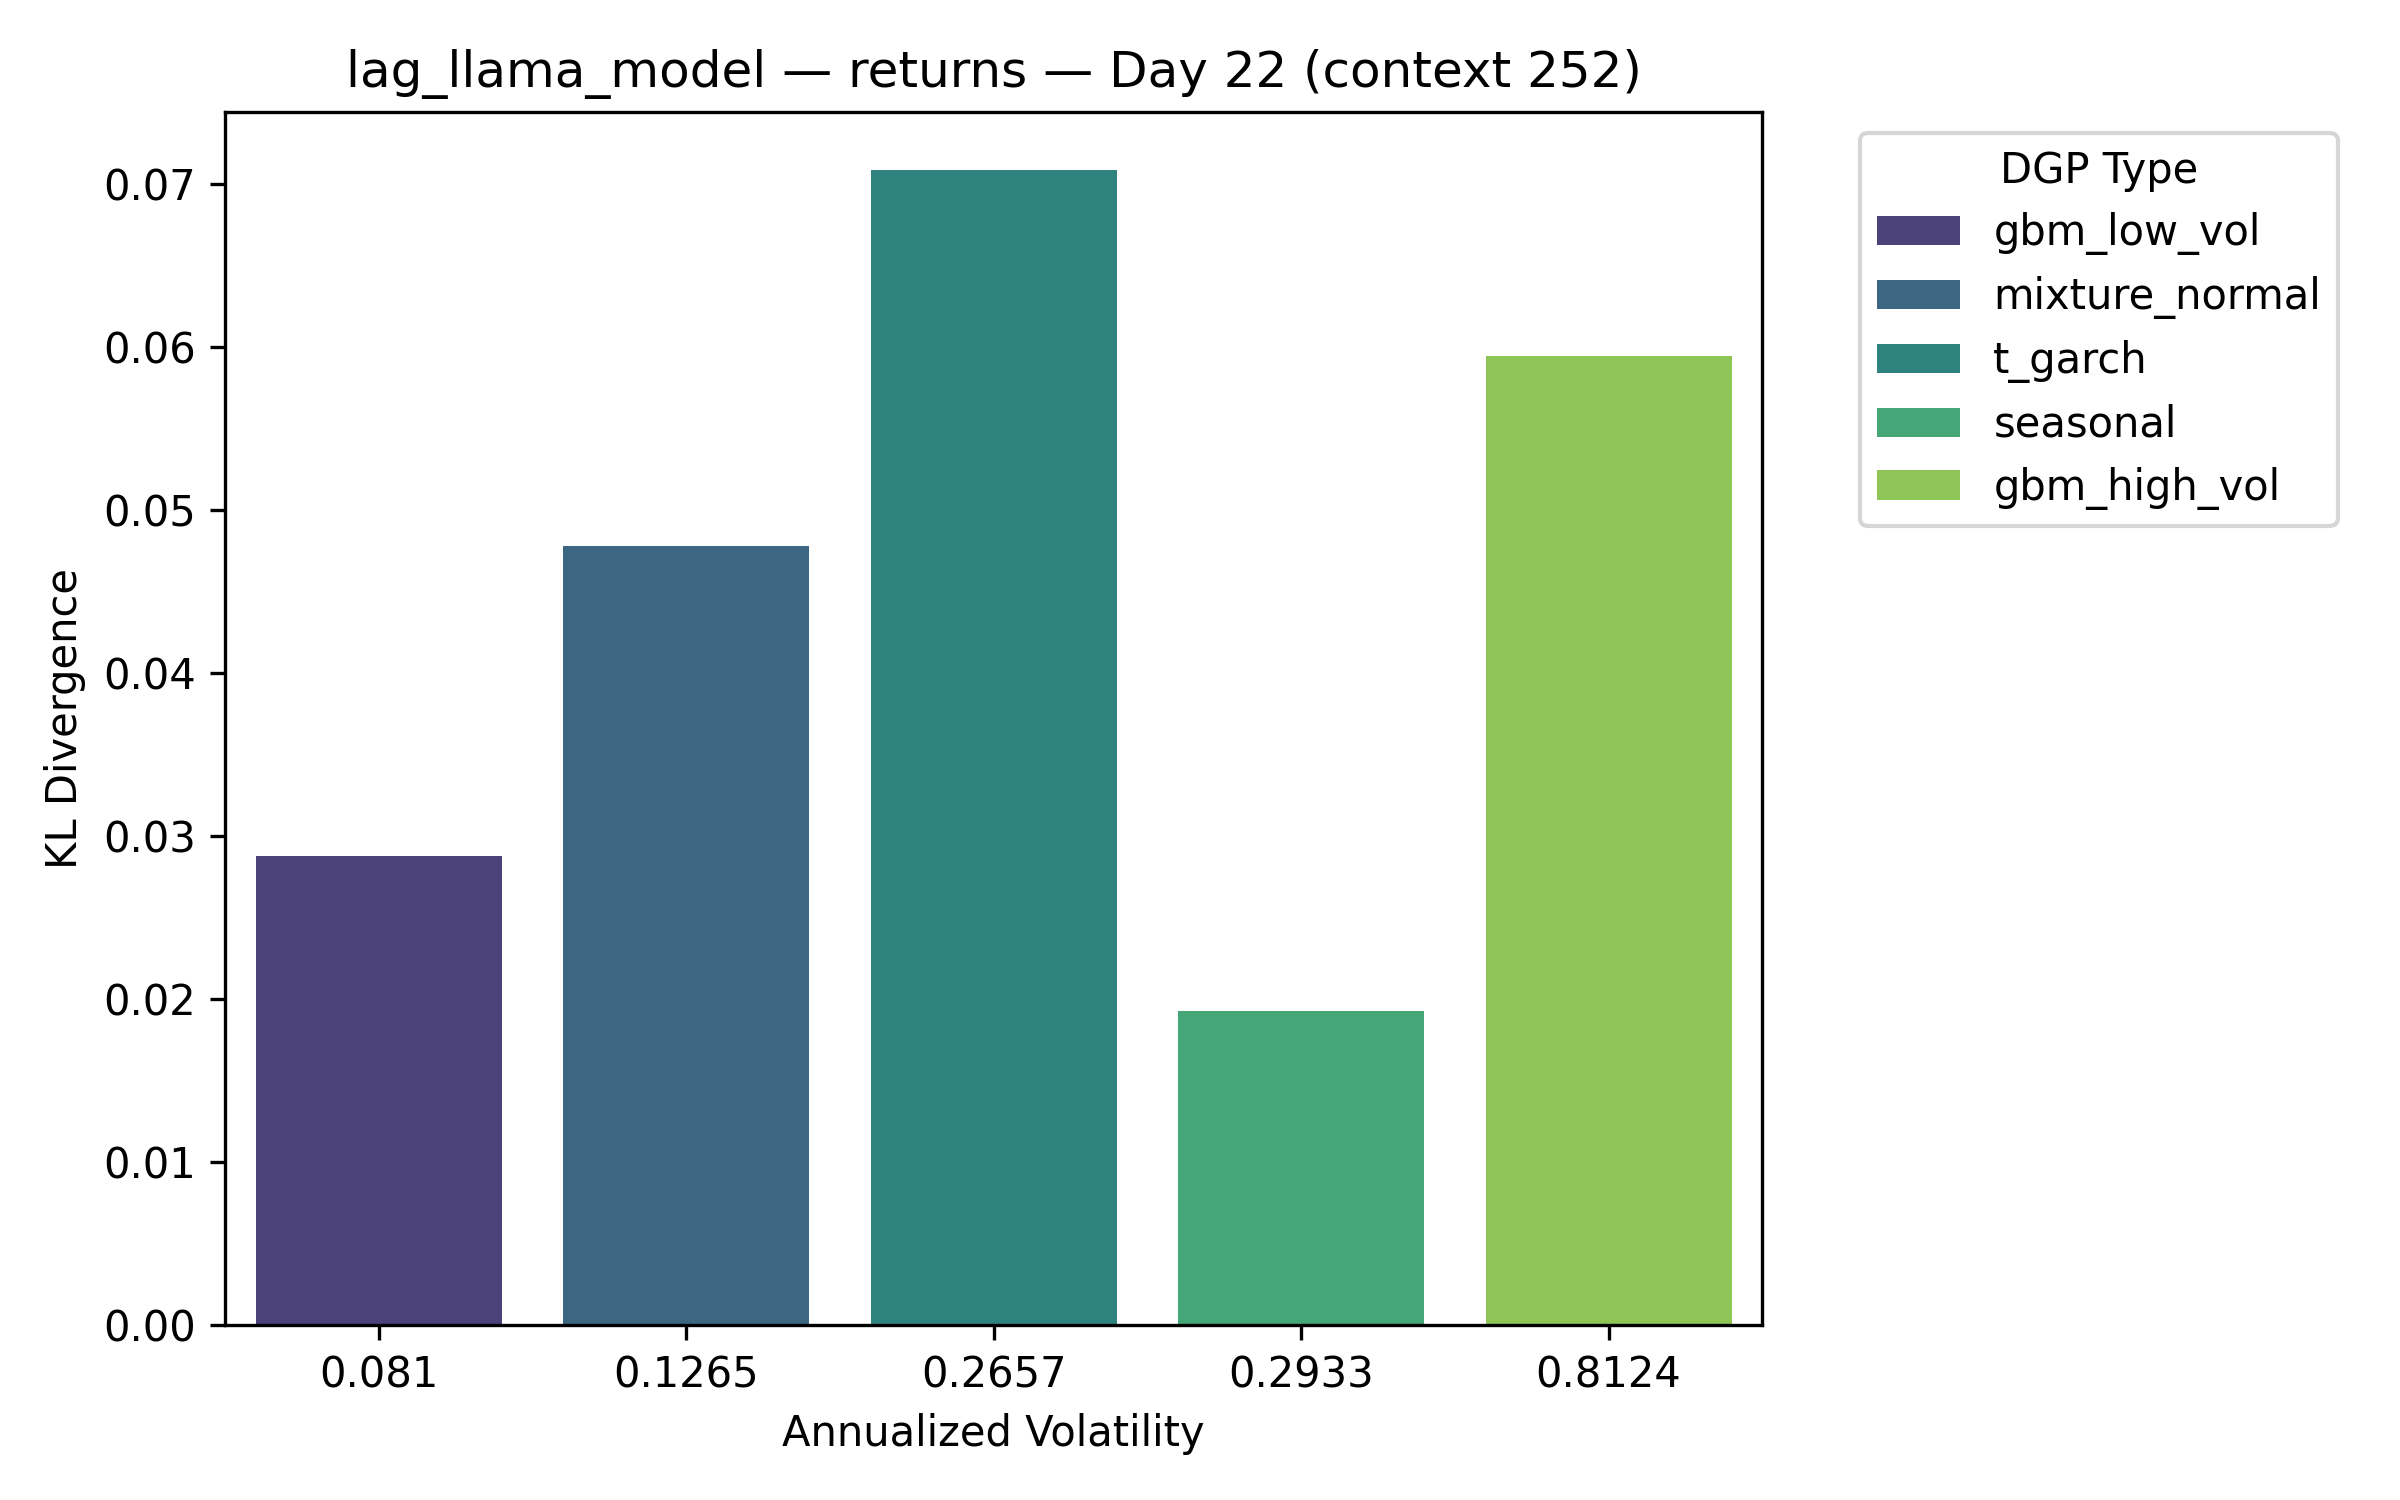 lag_llama_model — returns — Day 22 (context 252)
KL Divergence
0.07
0.06
0.05
0.04
0.03
0.02
0.01
0.00
0.081
0.1265
0.2657
0.2933
0.8124
Annualized Volatility
DGP Type
gbm_low_vol
mixture_normal
t_garch
seasonal
gbm_high_vol